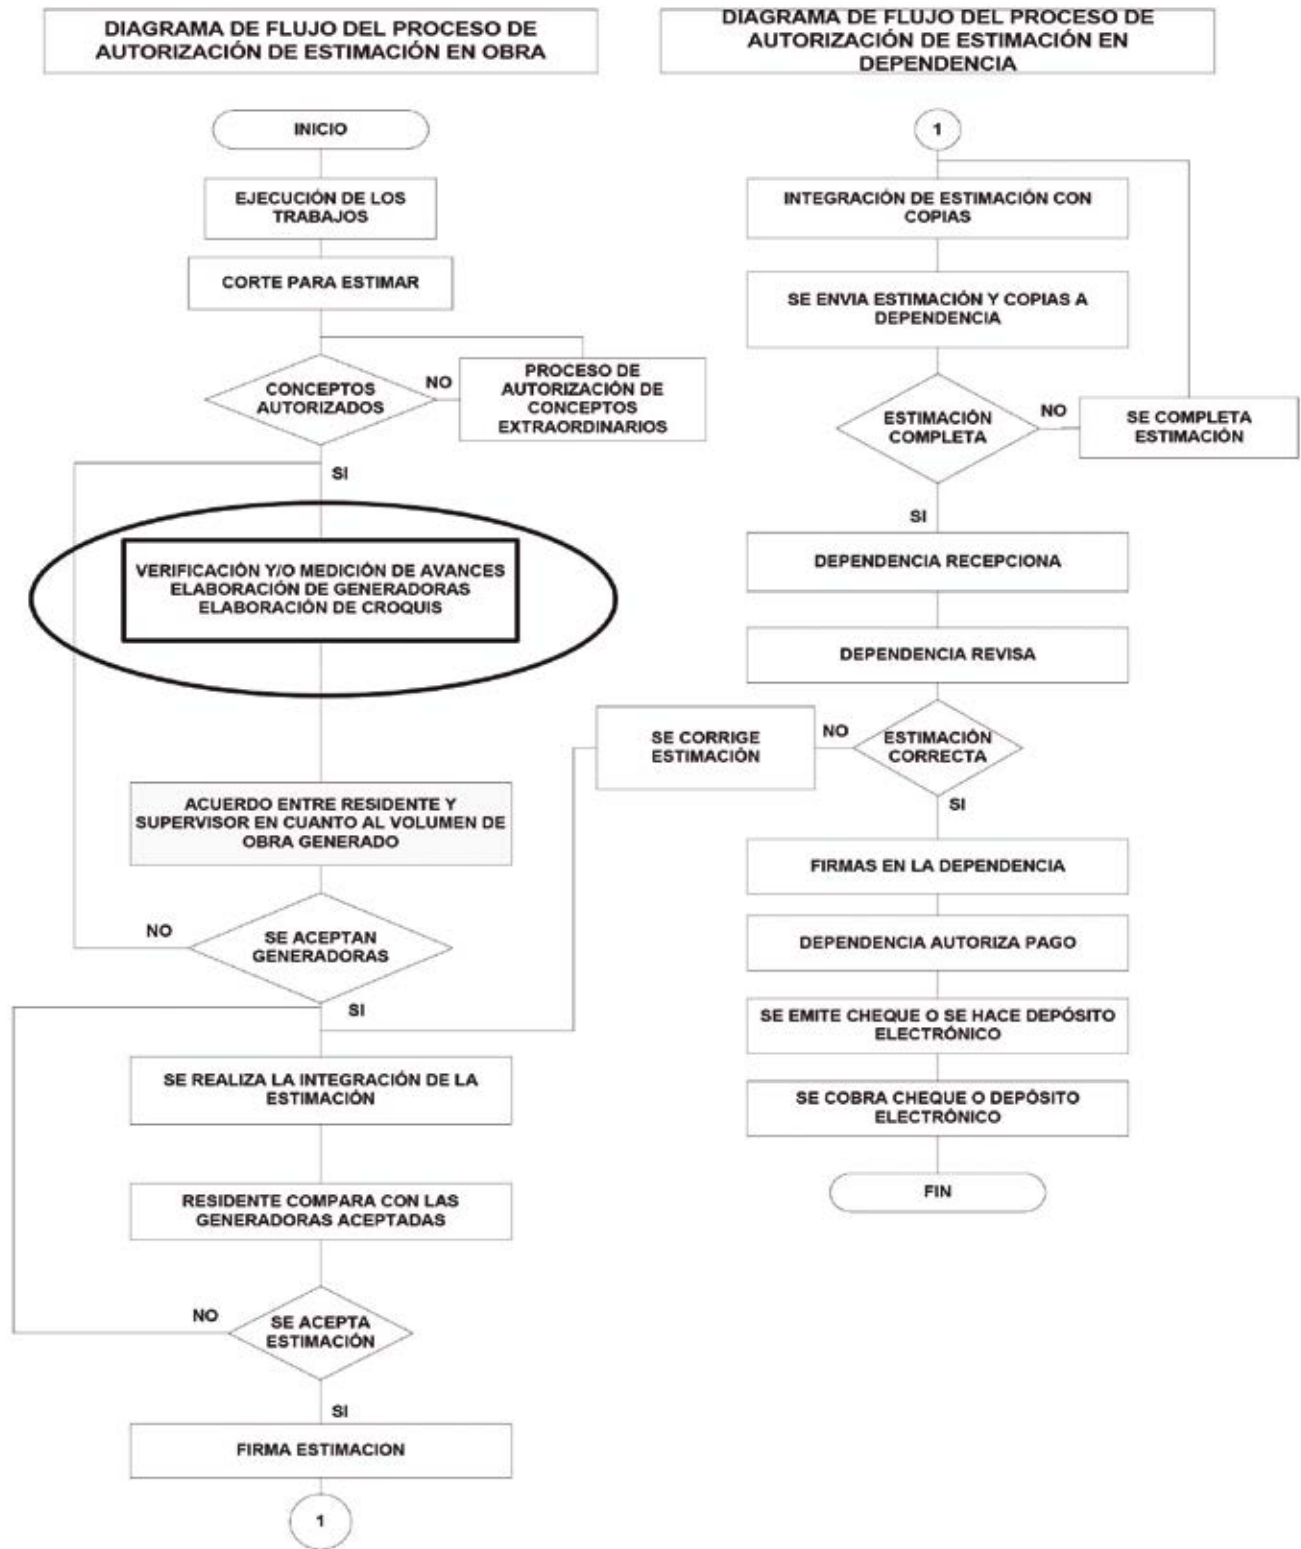 DIAGRAMA DE FLUJO DEL PROCESO DE
AUTORIZACIÓN DE ESTIMACIÓN EN OBRA
INICIO
EJECUCIÓN DE LOS
TRABAJOS
CORTE PARA ESTIMAR
CONCEPTOS
AUTORIZADOS
NO
PROCESO DE
AUTORIZACIÓN DE
CONCEPTOS
EXTRAORDINARIOS
SI
VERIFICACIÓN Y/O MEDICIÓN DE AVANCES
ELABORACIÓN DE GENERADORAS
ELABORACIÓN DE CROQUIS
ACUERDO ENTRE RESIDENTE Y
SUPERVISOR EN CUANTO AL VOLUMEN DE
OBRA GENERADO
NO
SE ACEPTAN
GENERADORAS
SI
SE REALIZA LA INTEGRACIÓN DE LA
ESTIMACIÓN
RESIDENTE COMPARA CON LAS
GENERADORAS ACEPTADAS
NO
SE ACEPTA
ESTIMACIÓN
SI
FIRMA ESTIMACION
1
DIAGRAMA DE FLUJO DEL PROCESO DE
AUTORIZACIÓN DE ESTIMACIÓN EN
DEPENDENCIA
1
INTEGRACIÓN DE ESTIMACIÓN CON
COPIAS
SE ENVIA ESTIMACIÓN Y COPIAS A
DEPENDENCIA
ESTIMACIÓN
COMPLETA
NO
SE COMPLETA
ESTIMACIÓN
SI
DEPENDENCIA RECEPCIONA
DEPENDENCIA REVISA
SE CORRIGE
ESTIMACIÓN
NO
ESTIMACIÓN
CORRECTA
SI
FIRMAS EN LA DEPENDENCIA
DEPENDENCIA AUTORIZA PAGO
SE EMITE CHEQUE O SE HACE DEPÓSITO
ELECTRÓNICO
SE COBRA CHEQUE O DEPÓSITO
ELECTRÓNICO
FIN